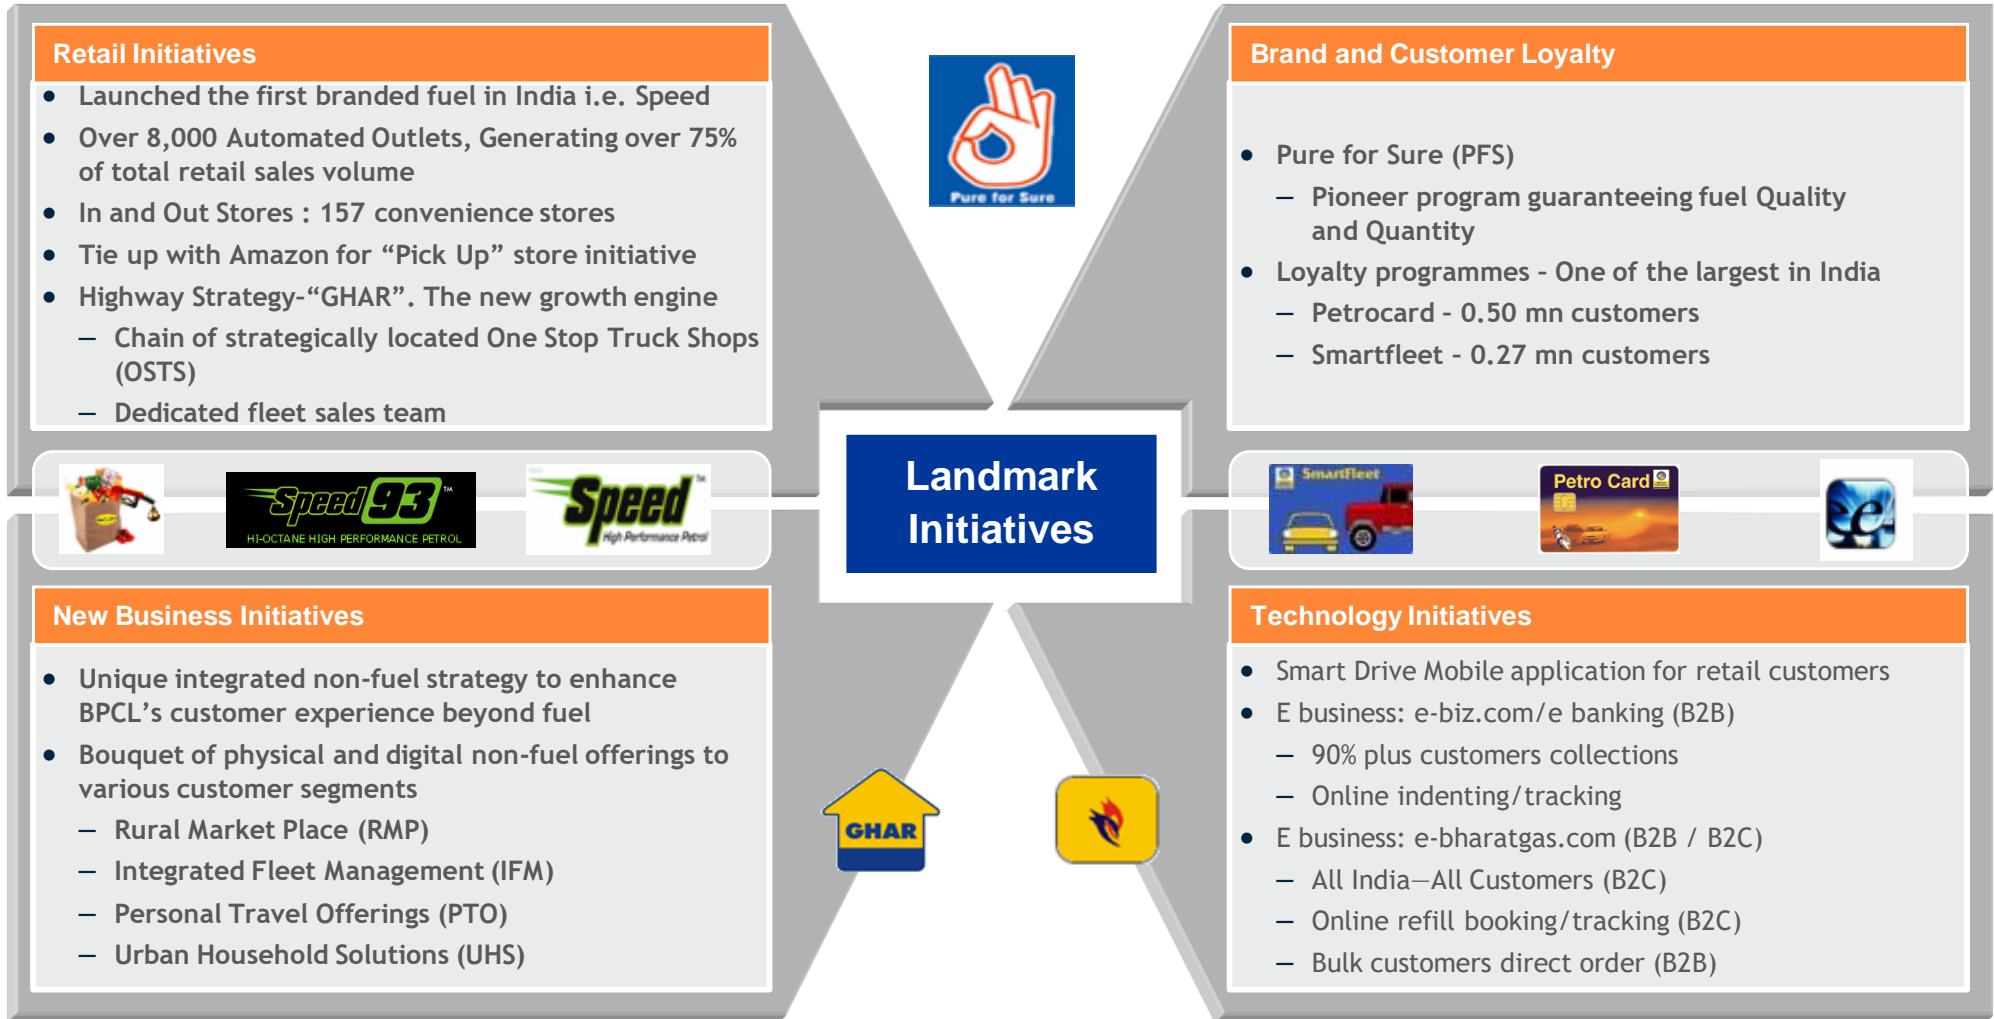 Retail Initiatives
• Launched the first branded fuel in India i.e. Speed
• Over 8,000 Automated Outlets, Generating over 75%
of total retail sales volume
• In and Out Stores : 157 convenience stores
• Tie up with Amazon for “Pick Up” store initiative
• Highway Strategy–“GHAR”. The new growth engine
– Chain of strategically located One Stop Truck Shops
(OSTS)
– Dedicated fleet sales team
Pure for Sure
Brand and Customer Loyalty
• Pure for Sure (PFS)
– Pioneer program guaranteeing fuel Quality
and Quantity
• Loyalty programmes – One of the largest in India
– Petrocard – 0.50 mn customers
– Smartfleet – 0.27 mn customers
Speed 93™
HI-OCTANE HIGH PERFORMANCE PETROL
Speed™
High Performance Petrol
Landmark
Initiatives
SmartFleet
Petro Card
e
New Business Initiatives
• Unique integrated non-fuel strategy to enhance
BPCL’s customer experience beyond fuel
• Bouquet of physical and digital non-fuel offerings to
various customer segments
– Rural Market Place (RMP)
– Integrated Fleet Management (IFM)
– Personal Travel Offerings (PTO)
– Urban Household Solutions (UHS)
GHAR
Technology Initiatives
• Smart Drive Mobile application for retail customers
• E business: e-biz.com/e banking (B2B)
– 90% plus customers collections
– Online indenting/tracking
• E business: e-bharatgas.com (B2B / B2C)
– All India—All Customers (B2C)
– Online refill booking/tracking (B2C)
– Bulk customers direct order (B2B)